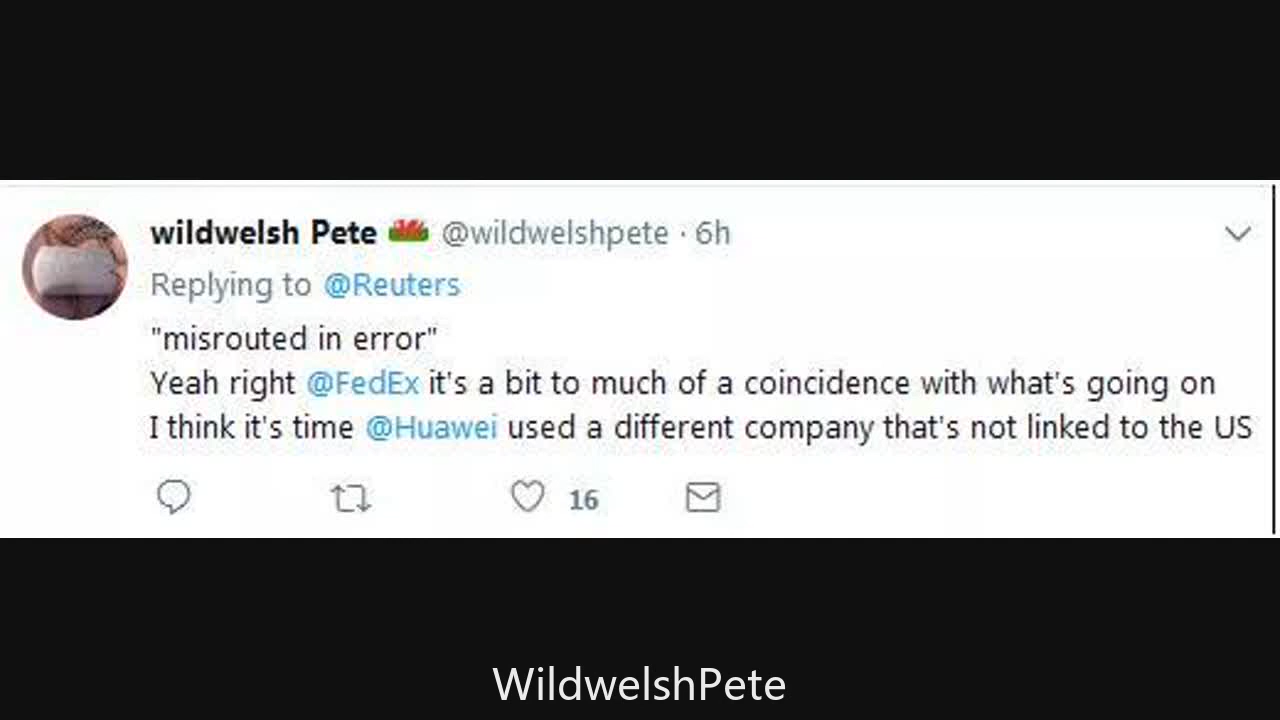 wildwelsh Pete @wildwelshpete · 6h
Replying to @Reuters
"misrouted in error"
Yeah right @FedEx it's a bit to much of a coincidence with what's going on
I think it's time @Huawei used a different company that's not linked to the US
16
WildwelshPete